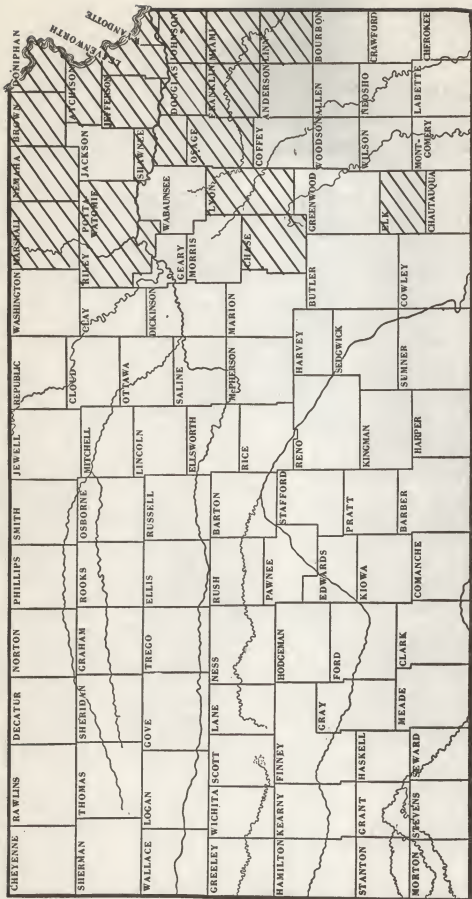 CHEYENNE
RAWLINS
DECATUR
NORTON
PHILLIPS
SMITH
JEWELL
REPUBLIC
WASHINGTON
MARSHALL
NEMAHA
BROWN
DONIPHAN
SHERMAN
THOMAS
SHERIDAN
GRAHAM
ROOKS
OSBORNE
MITCHELL
CLOUD
CLAY
RILEY
POTTA
WATOMIE
JACKSON
ATCHISON
JEFFERSON
LEAVENWORTH
WYANDOTTE
WALLACE
LOGAN
GOVE
TREGO
ELLIS
RUSSELL
LINCOLN
OTTAWA
DICKINSON
GEARY
MORRIS
WABAUNSEE
SHAWNEE
DOUGLAS
JOHNSON
GREELEY
WICHITA
SCOTT
LANE
NESS
RUSH
BARTON
ELLSWORTH
SALINE
RICE
MCPHERSON
MARION
CHASE
LYON
OSAGE
COFFEY
FRANKLIN
MIAMI
ANDERSON
LINN
HAMILTON
KEARNY
FINNEY
HODGEMAN
PAWNEE
STAFFORD
RENO
HARVEY
BUTLER
GREENWOOD
WOODSON
ALLEN
BOURBON
GRAY
FORD
EDWARDS
KIOWA
PRATT
KINGMAN
SEDGWICK
ELK
WILSON
NEOSHO
CRAWFORD
STANTON
GRANT
HASKELL
MORTON
STEVENS
SEWARD
MEADE
CLARK
COMANCHE
BARBER
HARPER
SUMNER
COWLEY
CHAUTAUQUA
MONT-
GOMERY
LABETTE
CHEROKEE